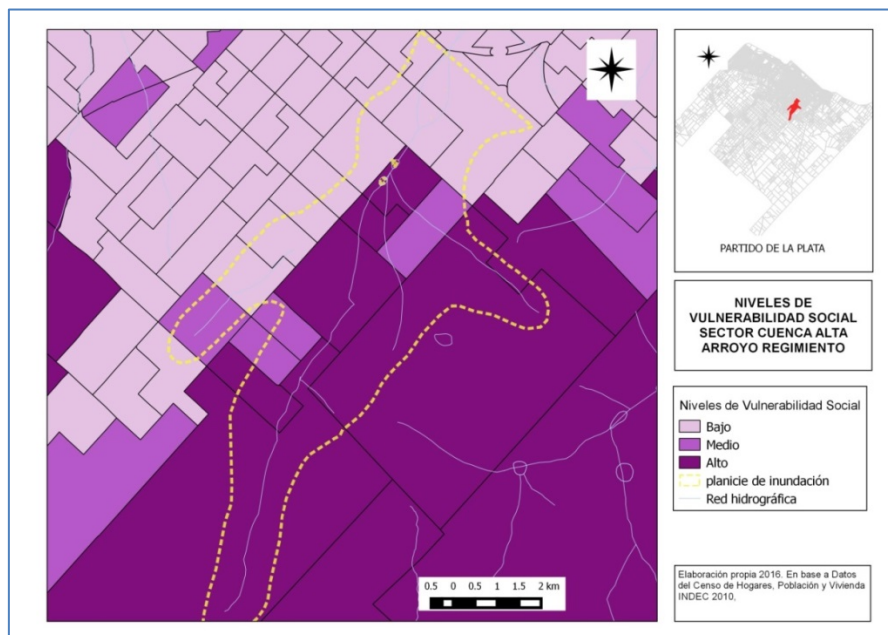 PARTIDO DE LA PLATA
NIVELES DE
VULNERABILIDAD SOCIAL
SECTOR CUENCA ALTA
ARROYO REGIMIENTO
Niveles de Vulnerabilidad Social
Bajo
Medio
Alto
planicie de inundación
Red hidrográfica
0.5 0 0.5 1 1.5 2 km
Elaboración propia 2016. En base a Datos
del Censo de Hogares, Población y Vivienda
INDEC 2010,